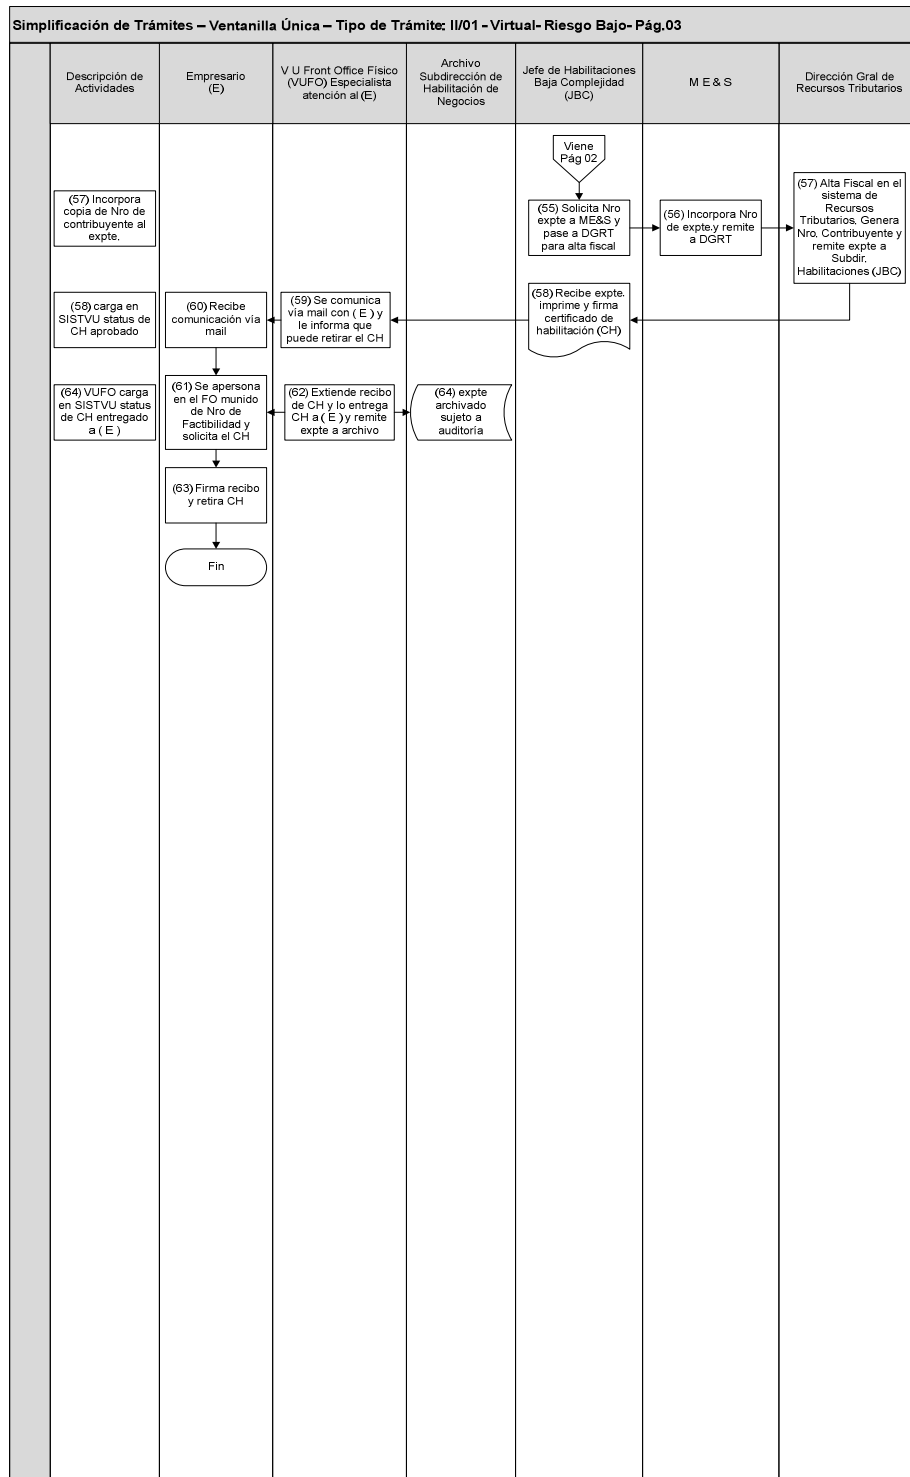 Simplificación de Trámites – Ventanilla Única – Tipo de Trámite: II/01 - Virtual- Riesgo Bajo- Pág.03
Descripción de
Actividades
Empresario
(E)
V U Front Office Físico
(VUFO) Especialista
atención al (E)
Archivo
Subdirección de
Habilitación de
Negocios
Jefe de Habilitaciones
Baja Complejidad
(JBC)
M E & S
Dirección Gral de
Recursos Tributarios
Viene
Pág 02
(57) Incorpora
copia de Nro de
contribuyente al
expte.
(55) Solicita Nro
expte a ME&S y
pase a DGRT
para alta fiscal
(56) Incorpora Nro
de expte.y remite
a DGRT
(57) Alta Fiscal en el
sistema de
Recursos
Tributarios, Genera
Nro. Contribuyente y
remite expte a
Subdir.
Habilitaciones (JBC)
(58) carga en
SISTVU status de
CH aprobado
(60) Recibe
comunicación vía
mail
(59) Se comunica
vía mail con ( E ) y
le informa que
puede retirar el CH
(58) Recibe expte.
imprime y firma
certificado de
habilitación (CH)
(64) VUFO carga
en SISTVU status
de CH entregado
a ( E )
(61) Se apersona
en el FO munido
de Nro de
Factibilidad y
solicita el CH
(62) Extiende recibo
de CH y lo entrega
CH a ( E ) y remite
expte a archivo
(64) expte
archivado
sujeto a
auditoría
(63) Firma recibo
y retira CH
Fin